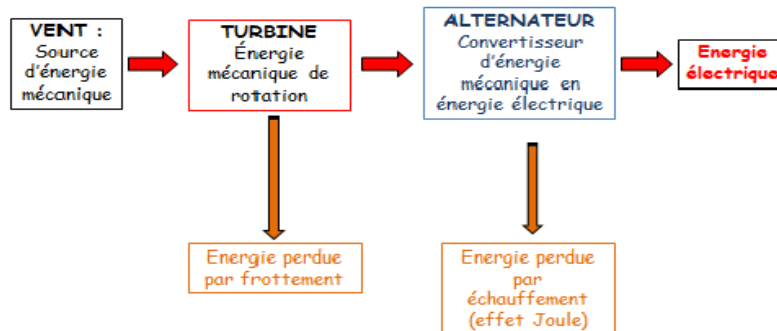 VENT :
Source
d'énergie
mécanique
TURBINE
Énergie
mécanique de
rotation
ALTERNATEUR
Convertisseur
d'énergie
mécanique en
énergie électrique
Energie
électrique
Energie perdue
par frottement
Energie perdue
par
échauffement
(effet Joule)